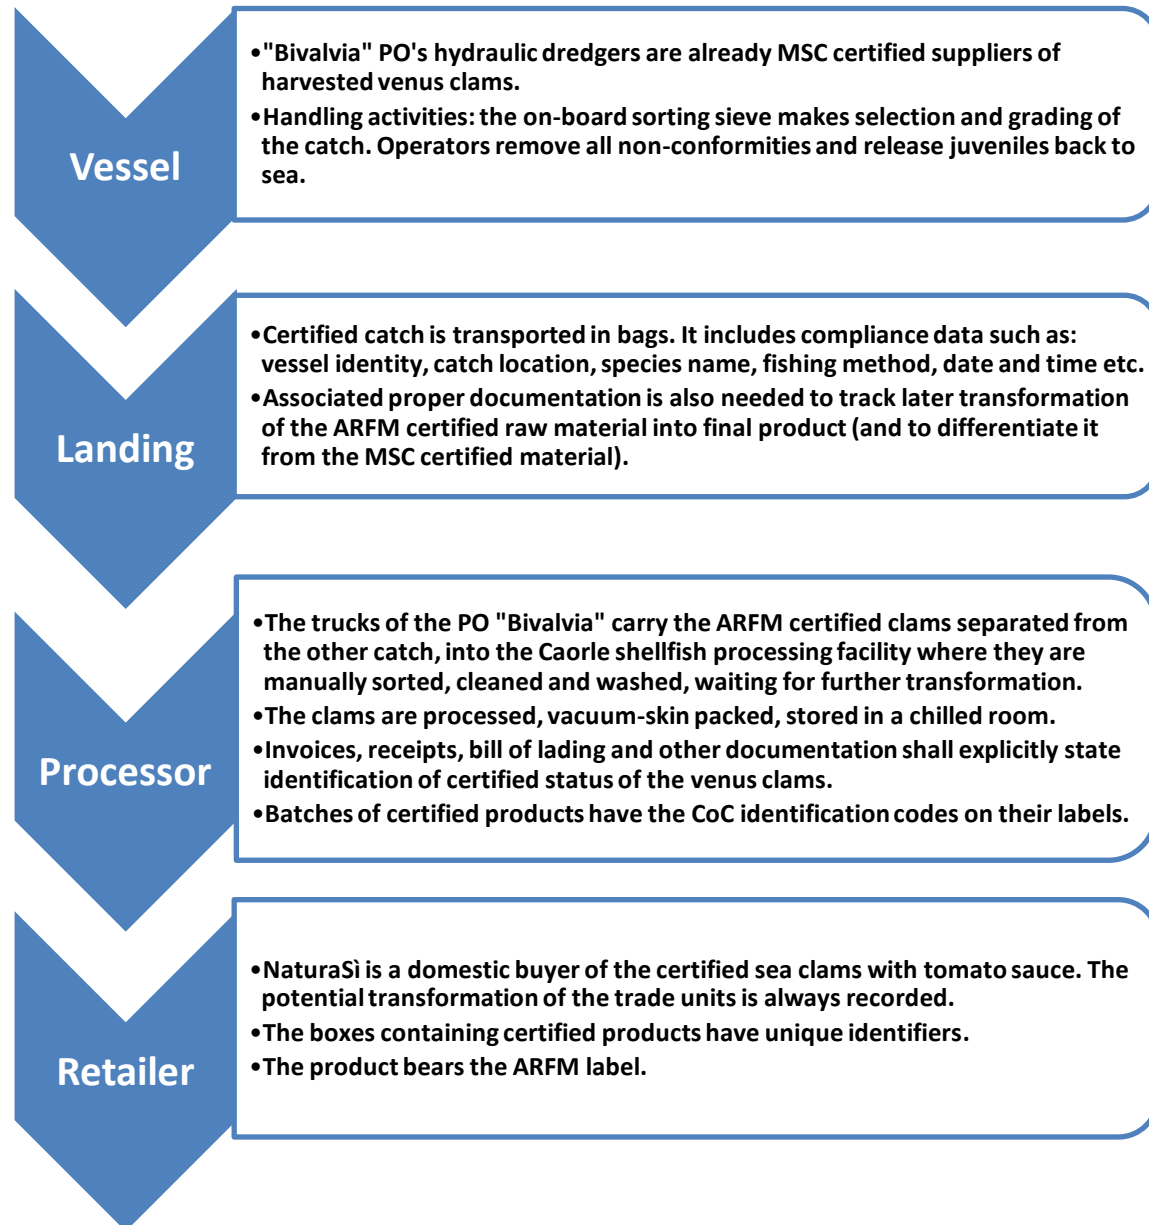 Vessel
•"Bivalvia" PO's hydraulic dredgers are already MSC certified suppliers of
harvested venus clams.
•Handling activities: the on-board sorting sieve makes selection and grading of
the catch. Operators remove all non-conformities and release juveniles back to
sea.
Landing
•Certified catch is transported in bags. It includes compliance data such as:
vessel identity, catch location, species name, fishing method, date and time etc.
•Associated proper documentation is also needed to track later transformation
of the ARFM certified raw material into final product (and to differentiate it
from the MSC certified material).
Processor
•The trucks of the PO "Bivalvia" carry the ARFM certified clams separated from
the other catch, into the Caorle shellfish processing facility where they are
manually sorted, cleaned and washed, waiting for further transformation.
•The clams are processed, vacuum-skin packed, stored in a chilled room.
•Invoices, receipts, bill of lading and other documentation shall explicitly state
identification of certified status of the venus clams.
•Batches of certified products have the CoC identification codes on their labels.
Retailer
•NaturaSì is a domestic buyer of the certified sea clams with tomato sauce. The
potential transformation of the trade units is always recorded.
•The boxes containing certified products have unique identifiers.
•The product bears the ARFM label.